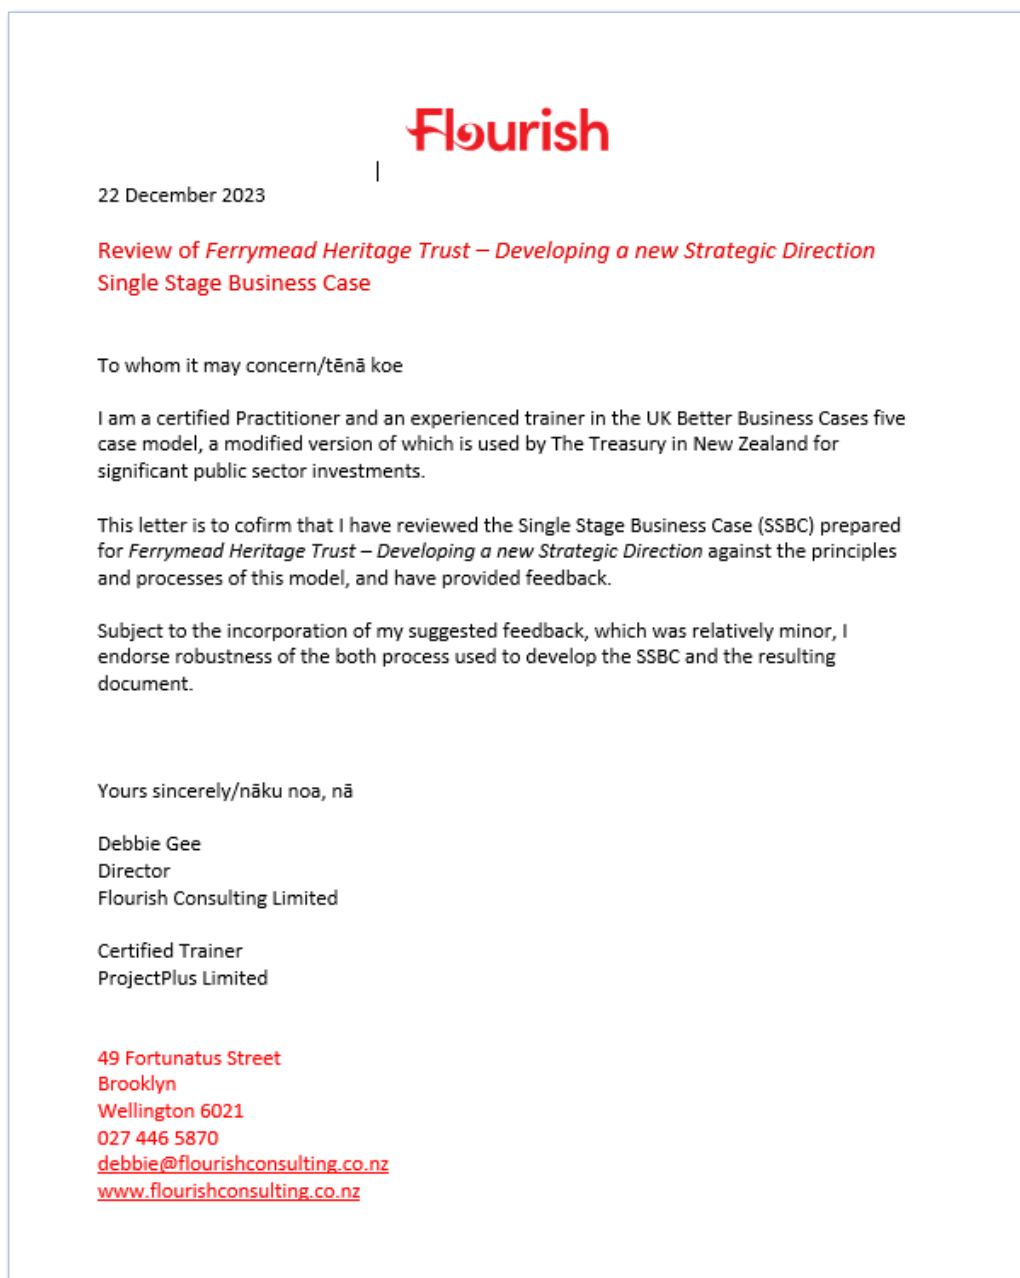 Flourish
22 December 2023
Review of Ferrymead Heritage Trust – Developing a new Strategic Direction
Single Stage Business Case
To whom it may concern/tēnā koe
I am a certified Practitioner and an experienced trainer in the UK Better Business Cases five
case model, a modified version of which is used by The Treasury in New Zealand for
significant public sector investments.
This letter is to cofirm that I have reviewed the Single Stage Business Case (SSBC) prepared
for Ferrymead Heritage Trust – Developing a new Strategic Direction against the principles
and processes of this model, and have provided feedback.
Subject to the incorporation of my suggested feedback, which was relatively minor, I
endorse robustness of the both process used to develop the SSBC and the resulting
document.
Yours sincerely/nāku noa, nā
Debbie Gee
Director
Flourish Consulting Limited
Certified Trainer
ProjectPlus Limited
49 Fortunatus Street
Brooklyn
Wellington 6021
027 446 5870
debbie@flourishconsulting.co.nz
www.flourishconsulting.co.nz